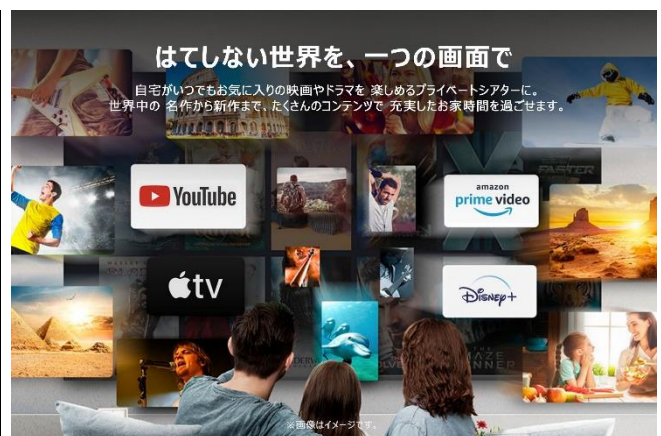 はてしない世界を、一つの画面で
自宅がいつでもお気に入りの映画やドラマを 楽しめるプライベートシアターに。
世界中の 名作から新作まで、たくさんのコンテンツで 充実したお家時間を過ごせます。
YouTube
amazon
prime video
tv
Disney+
MAZE
RUNNER
※画像はイメージです。